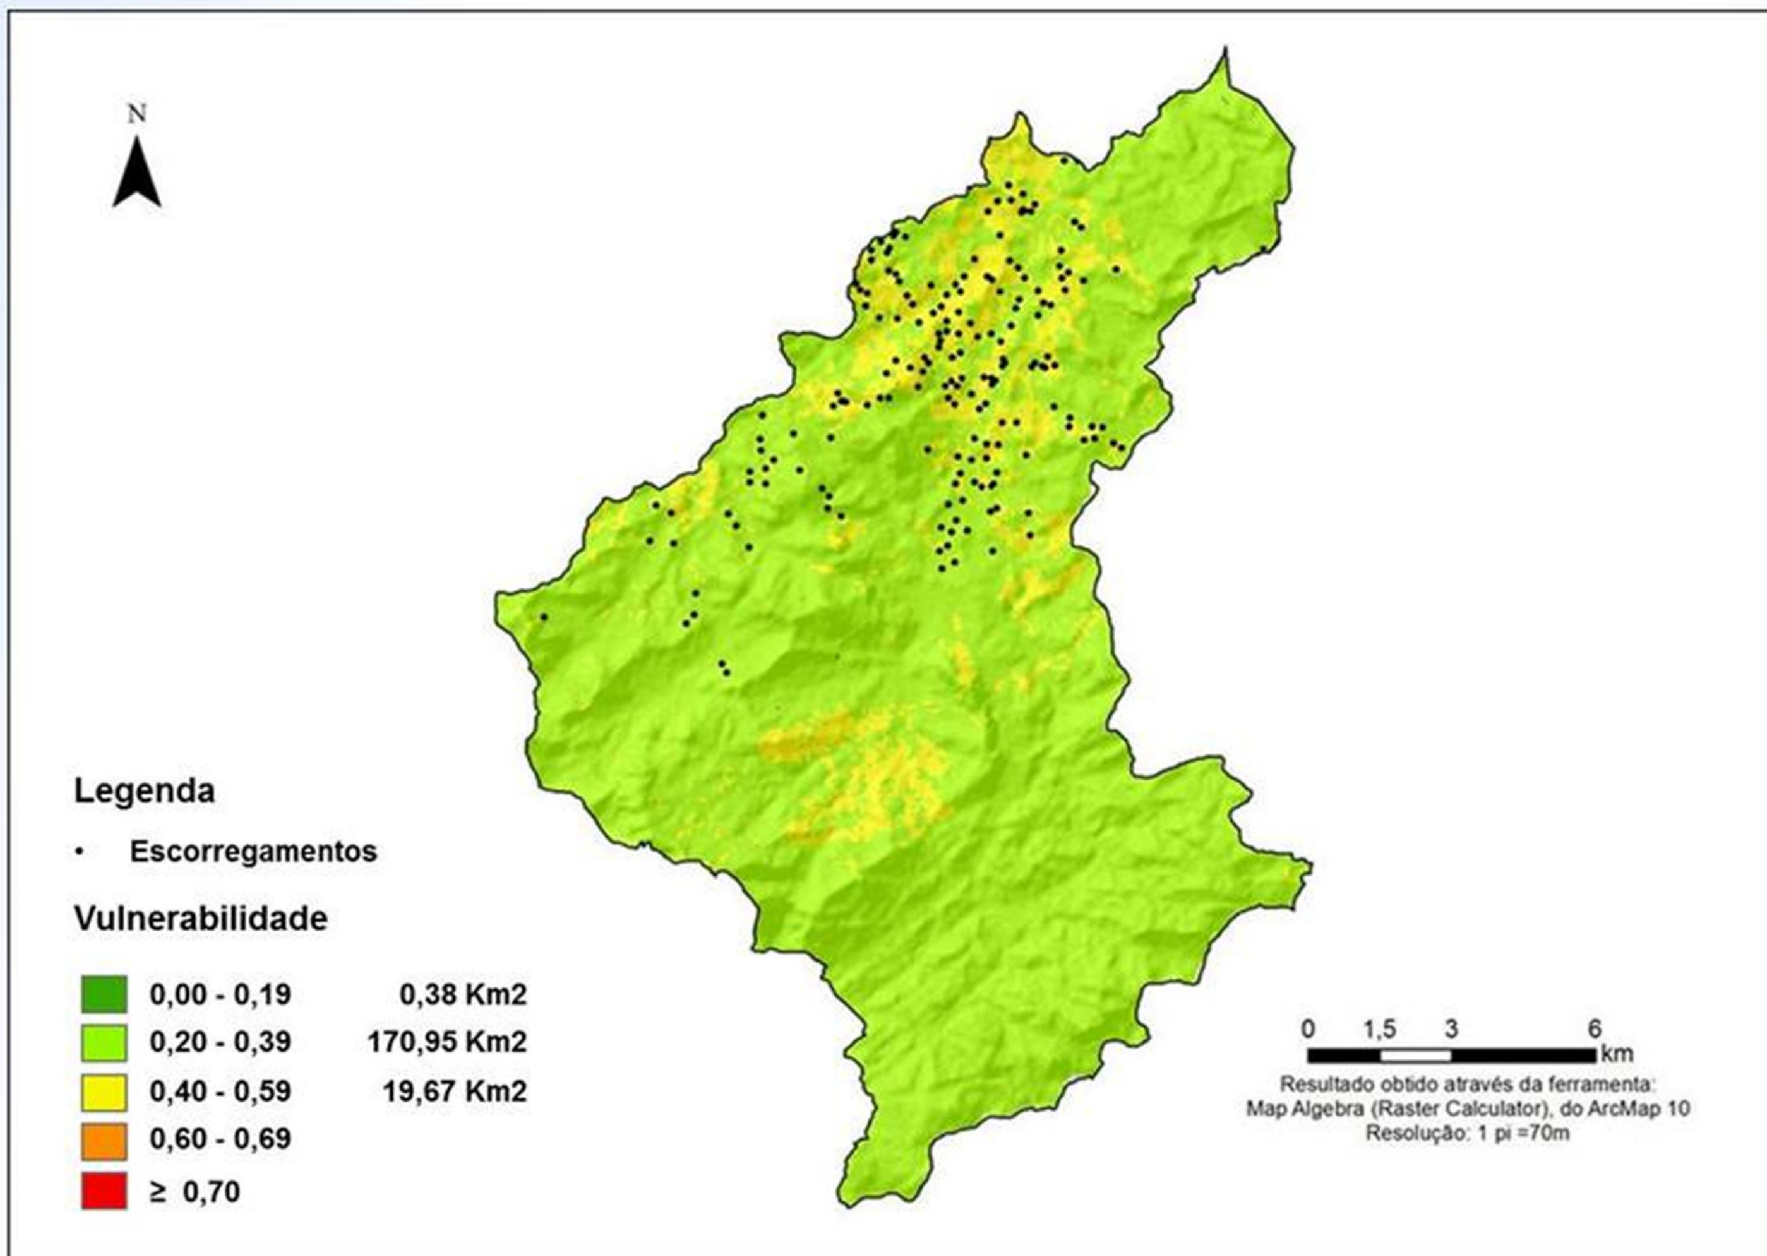 N
Legenda
Escorregamentos
Vulnerabilidade
0,00 - 0,19 0,38 Km2
0,20 - 0,39 170,95 Km2
0,40 - 0,59 19,67 Km2
0,60 - 0,69
≥ 0,70
0 1,5 3 6
km
Resultado obtido através da ferramenta:
Map Algebra (Raster Calculator), do ArcMap 10
Resolução: 1 pi =70m